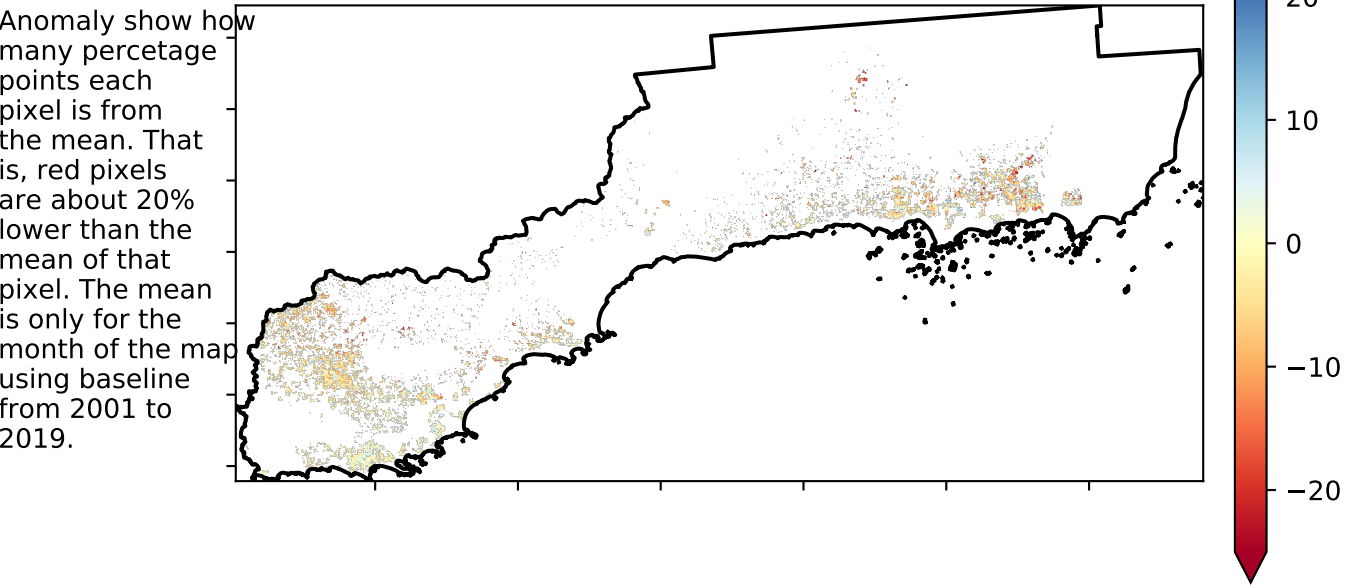 Anomaly show how
many percetage
points each
pixel is from
the mean. That
is, red pixels
are about 20%
lower than the
mean of that
pixel. The mean
is only for the
month of the map
using baseline
from 2001 to
2019.
20
10
0
−10
−20